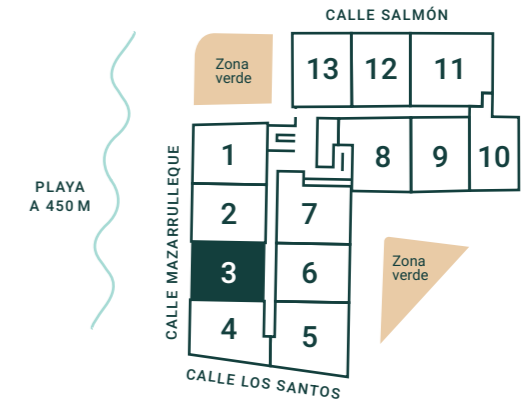 CALLE SALMÓN
Zona
verde
13
12
11
1
8
9
10
PLAYA
A 450 M
CALLE MAZARRULLEQUE
2
7
3
6
Zona
verde
4
5
CALLE LOS SANTOS